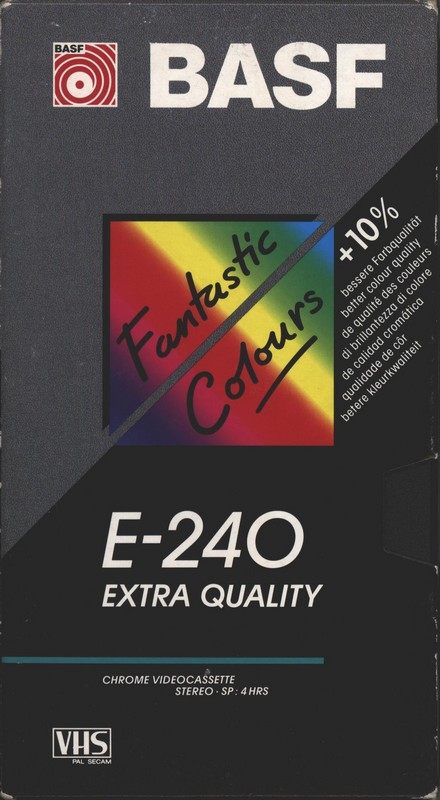 BASF
BASF
Fantastic
Colours
+10%
bessere Farbqualität
better colour quality
de qualité des couleurs
di brillantezza di colore
de calidad cromática
qualidade de côr
betere kleurkwaliteit
E-240
EXTRA QUALITY
CHROME VIDEOCASSETTE
STEREO · SP: 4 HRS
VHS
PAL SECAM